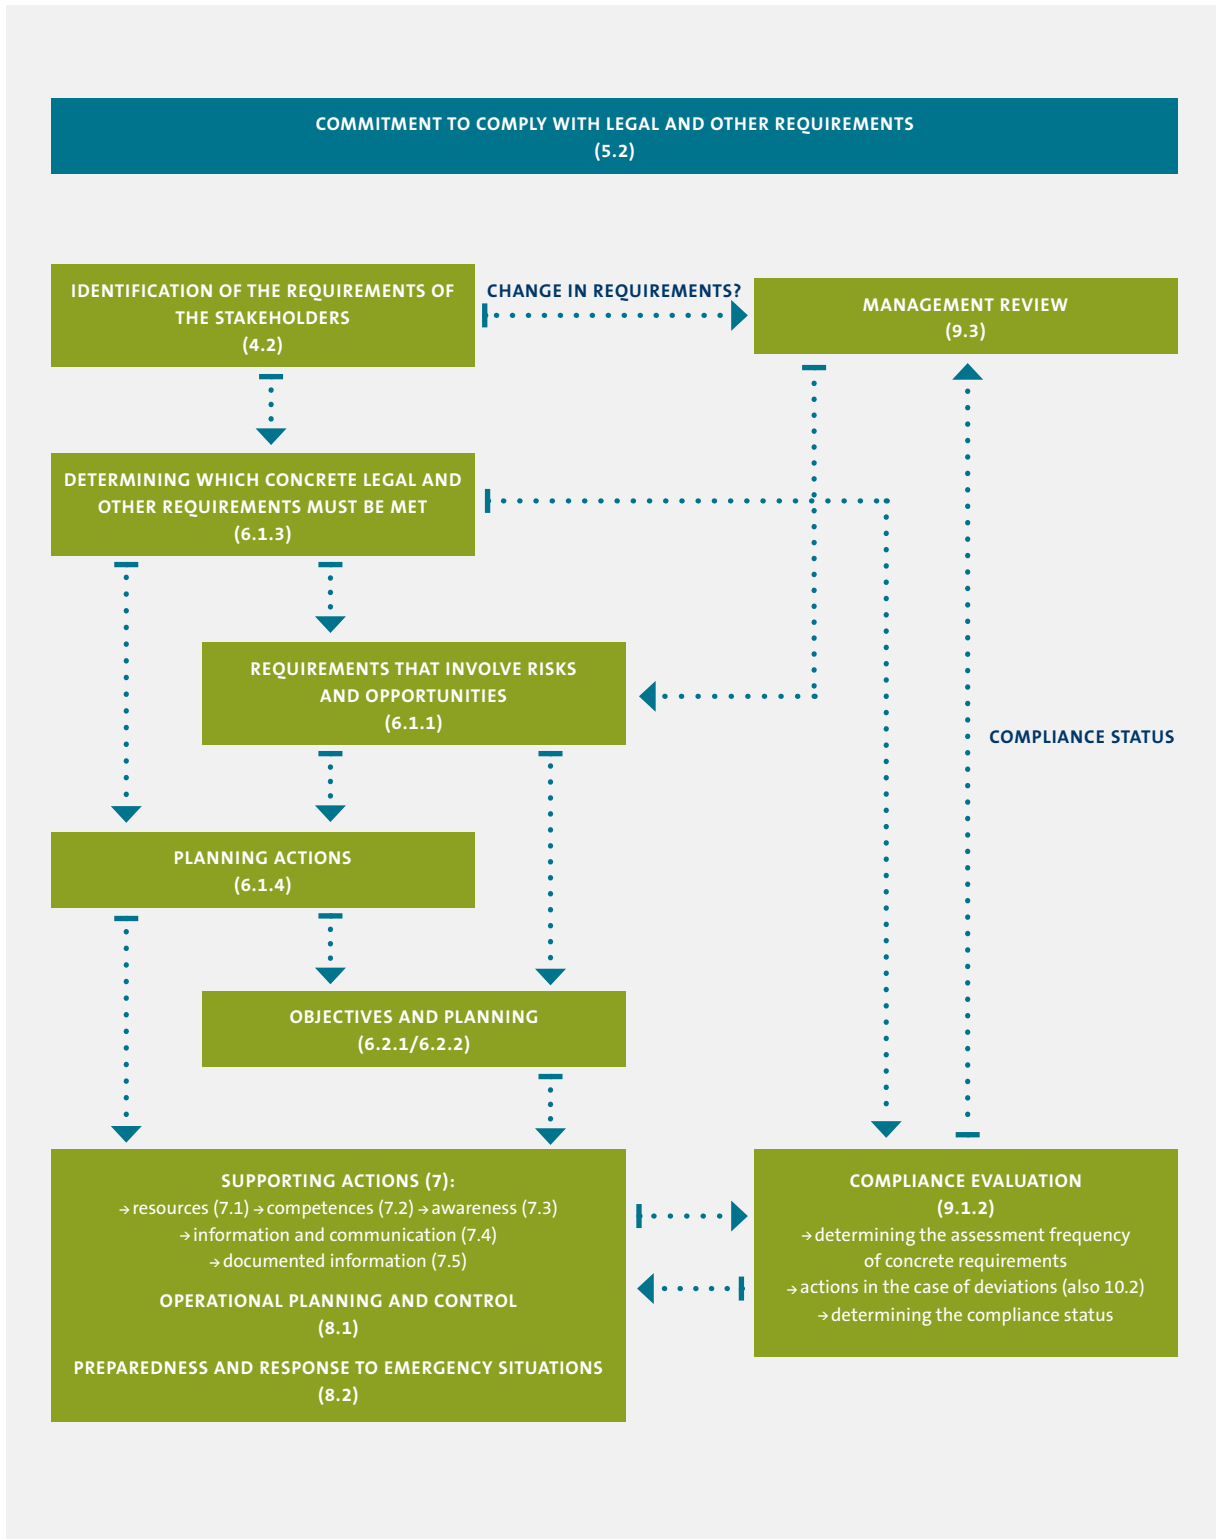 COMMITMENT TO COMPLY WITH LEGAL AND OTHER REQUIREMENTS
(5.2)
IDENTIFICATION OF THE REQUIREMENTS OF
THE STAKEHOLDERS
(4.2)
CHANGE IN REQUIREMENTS?
MANAGEMENT REVIEW
(9.3)
DETERMINING WHICH CONCRETE LEGAL AND
OTHER REQUIREMENTS MUST BE MET
(6.1.3)
REQUIREMENTS THAT INVOLVE RISKS
AND OPPORTUNITIES
(6.1.1)
COMPLIANCE STATUS
PLANNING ACTIONS
(6.1.4)
OBJECTIVES AND PLANNING
(6.2.1/6.2.2)
SUPPORTING ACTIONS (7):
→ resources (7.1) → competences (7.2) → awareness (7.3)
→ information and communication (7.4)
→ documented information (7.5)
OPERATIONAL PLANNING AND CONTROL
(8.1)
PREPAREDNESS AND RESPONSE TO EMERGENCY SITUATIONS
(8.2)
COMPLIANCE EVALUATION
(9.1.2)
→ determining the assessment frequency
of concrete requirements
→ actions in the case of deviations (also 10.2)
→ determining the compliance status